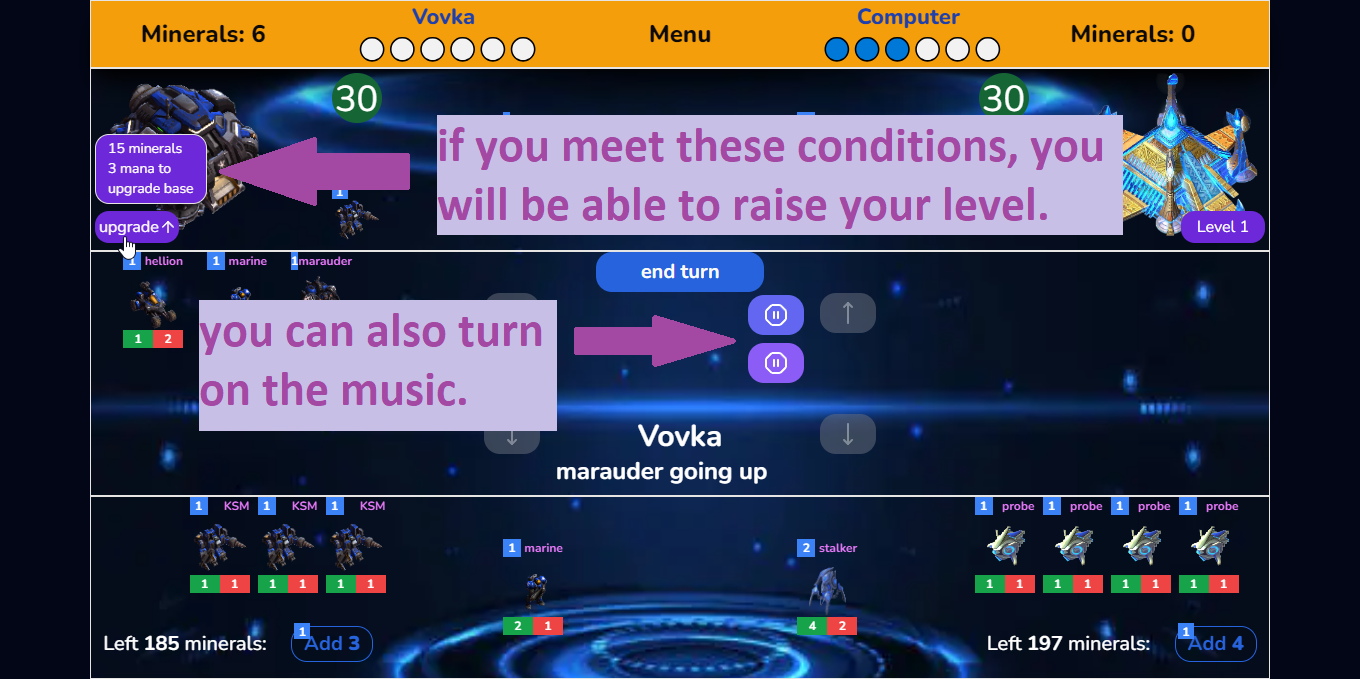 Minerals: 6
Vovka
Menu
Computer
Minerals: 0
30
30
15 minerals
3 mana to
upgrade base
upgrade ↑
if you meet these conditions, you
will be able to raise your level.
1
Level 1
1 hellion
1 marine
1 marauder
end turn
1 2
you can also turn
on the music.
Vovka
marauder going up
1 KSM
1 KSM
1 KSM
1 1
1 1
1 1
1 marine
2 1
2 stalker
4 2
1 probe
1 probe
1 probe
1 probe
1 1
1 1
1 1
1 1
Left 185 minerals:
1
Add 3
Left 197 minerals:
1
Add 4